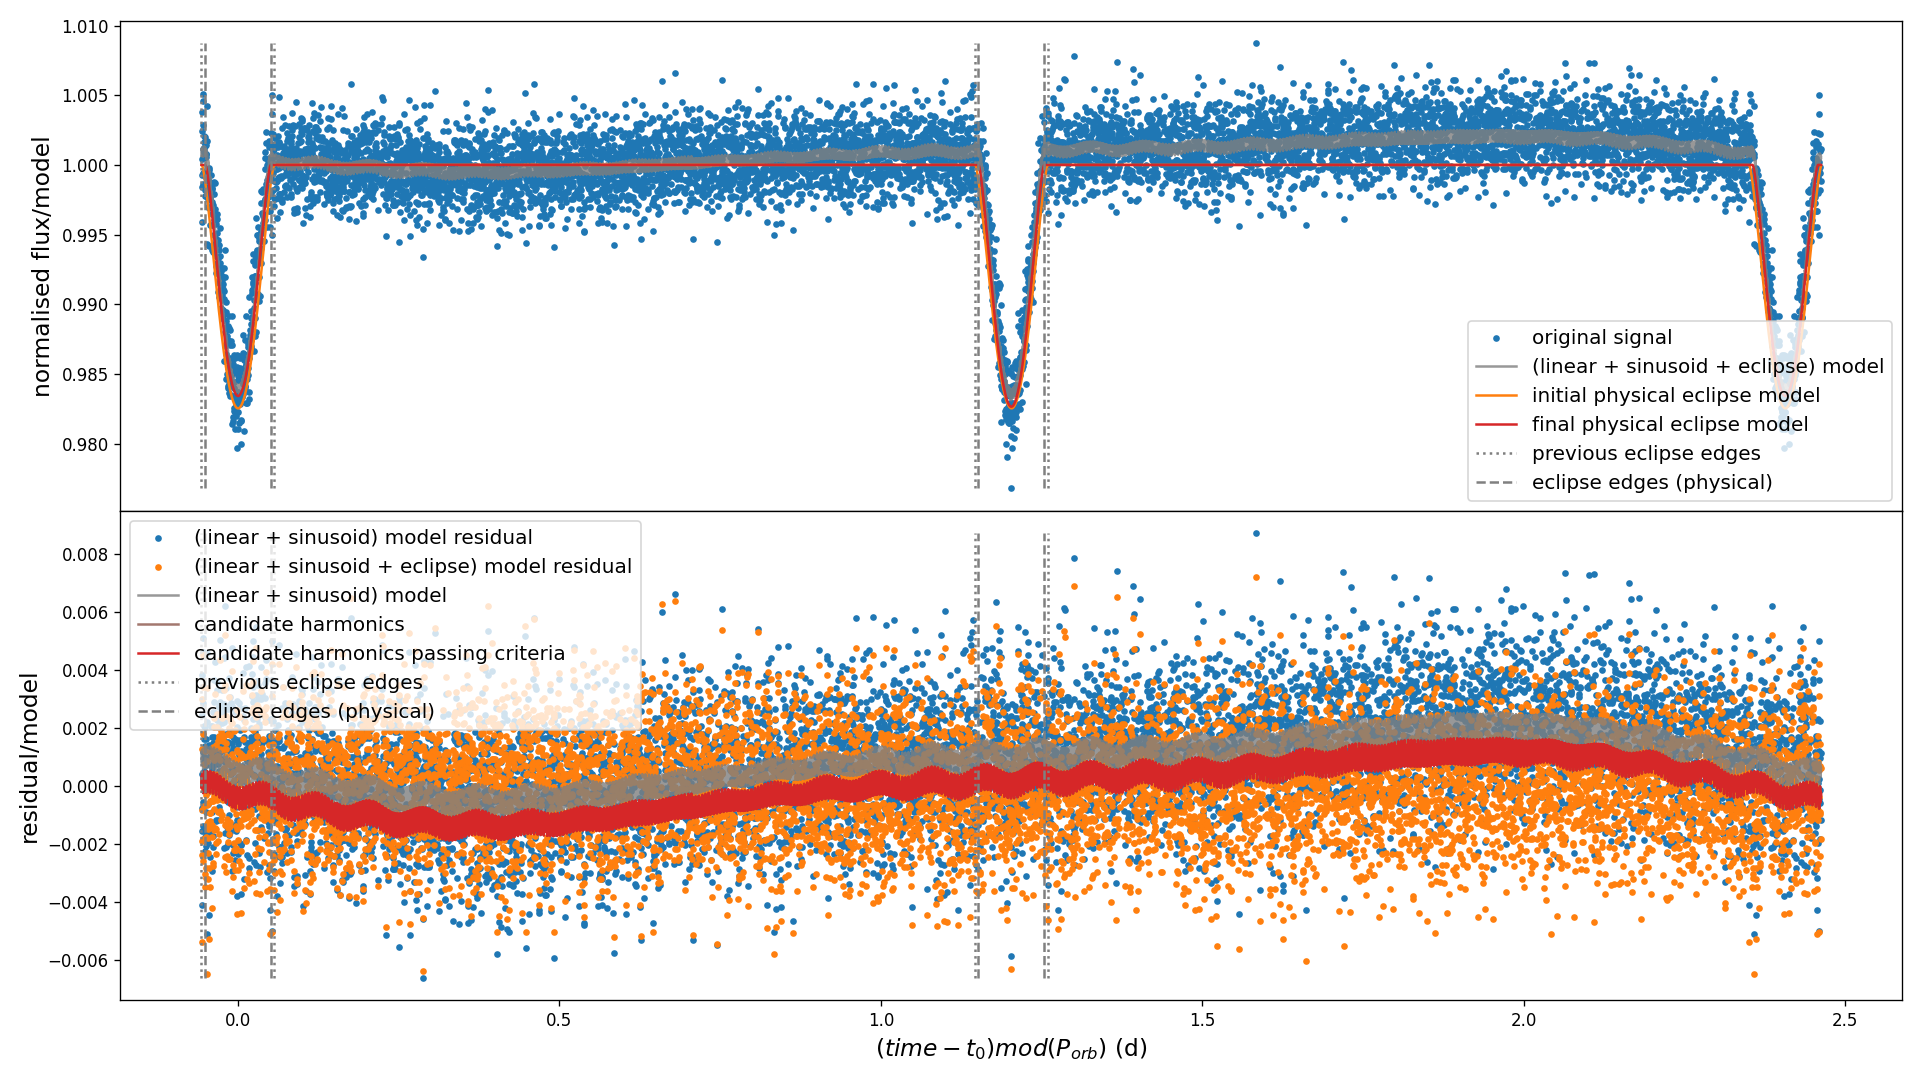 1.010
1.005
1.000
0.995
0.990
0.985
0.980
normalised flux/model
original signal
(linear + sinusoid + eclipse) model
initial physical eclipse model
final physical eclipse model
previous eclipse edges
eclipse edges (physical)
0.008
0.006
0.004
0.002
0.000
−0.002
−0.004
−0.006
residual/model
(linear + sinusoid) model residual
(linear + sinusoid + eclipse) model residual
(linear + sinusoid) model
candidate harmonics
candidate harmonics passing criteria
previous eclipse edges
eclipse edges (physical)
0.0 0.5 1.0 1.5 2.0 2.5
(time − t₀)mod(P_orb) (d)